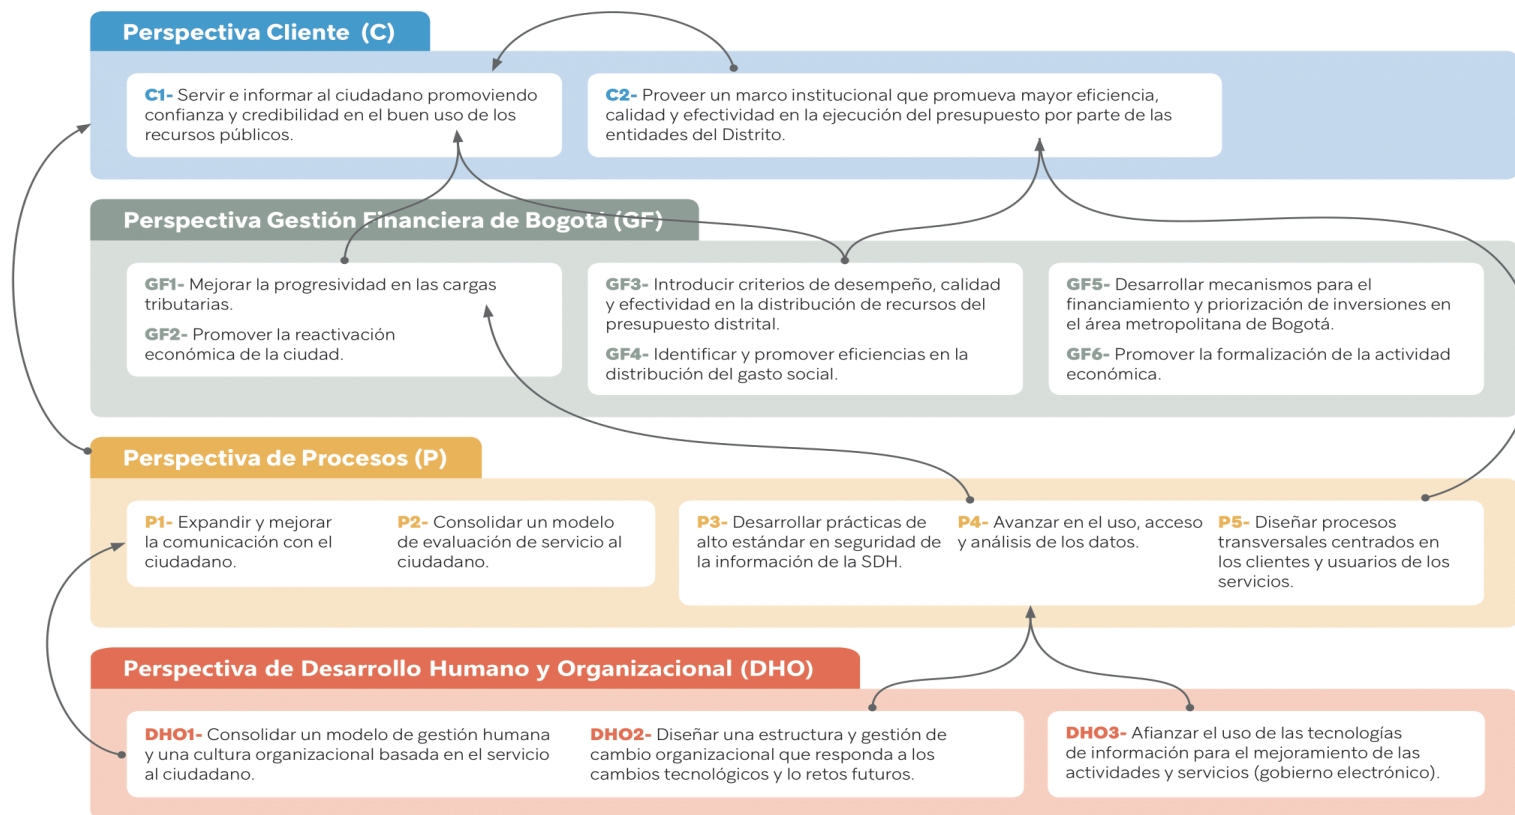 Perspectiva Cliente (C)
C1- Servir e informar al ciudadano promoviendo
confianza y credibilidad en el buen uso de los
recursos públicos.
C2- Proveer un marco institucional que promueva mayor eficiencia,
calidad y efectividad en la ejecución del presupuesto por parte de las
entidades del Distrito.
Perspectiva Gestión Financiera de Bogotá (GF)
GF1- Mejorar la progresividad en las cargas
tributarias.
GF2- Promover la reactivación
económica de la ciudad.
GF3- Introducir criterios de desempeño, calidad
y efectividad en la distribución de recursos del
presupuesto distrital.
GF4- Identificar y promover eficiencias en la
distribución del gasto social.
GF5- Desarrollar mecanismos para el
financiamiento y priorización de inversiones en
el área metropolitana de Bogotá.
GF6- Promover la formalización de la actividad
económica.
Perspectiva de Procesos (P)
P1- Expandir y mejorar
la comunicación con el
ciudadano.
P2- Consolidar un modelo
de evaluación de servicio al
ciudadano.
P3- Desarrollar prácticas de
alto estándar en seguridad de
la información de la SDH.
P4- Avanzar en el uso, acceso
y análisis de los datos.
P5- Diseñar procesos
transversales centrados en
los clientes y usuarios de los
servicios.
Perspectiva de Desarrollo Humano y Organizacional (DHO)
DHO1- Consolidar un modelo de gestión humana
y una cultura organizacional basada en el servicio
al ciudadano.
DHO2- Diseñar una estructura y gestión de
cambio organizacional que responda a los
cambios tecnológicos y lo retos futuros.
DHO3- Afianzar el uso de las tecnologías
de información para el mejoramiento de las
actividades y servicios (gobierno electrónico).